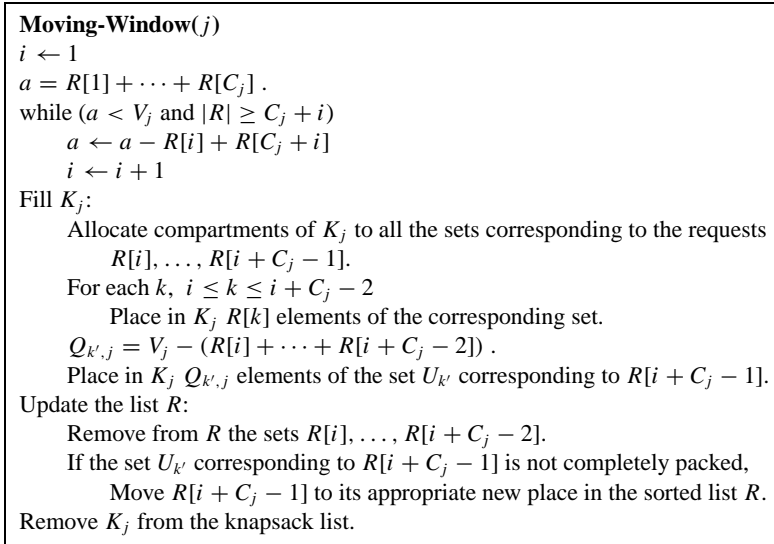 Moving-Window(j)
i ← 1
a = R[1] + · · · + R[C_j] .
while (a < V_j and |R| ≥ C_j + i)
a ← a − R[i] + R[C_j + i]
i ← i + 1
Fill K_j:
Allocate compartments of K_j to all the sets corresponding to the requests
R[i], . . . , R[i + C_j − 1].
For each k, i ≤ k ≤ i + C_j − 2
Place in K_j R[k] elements of the corresponding set.
Q_{k′,j} = V_j − (R[i] + · · · + R[i + C_j − 2]) .
Place in K_j Q_{k′,j} elements of the set U_{k′} corresponding to R[i + C_j − 1].
Update the list R:
Remove from R the sets R[i], . . . , R[i + C_j − 2].
If the set U_{k′} corresponding to R[i + C_j − 1] is not completely packed,
Move R[i + C_j − 1] to its appropriate new place in the sorted list R.
Remove K_j from the knapsack list.